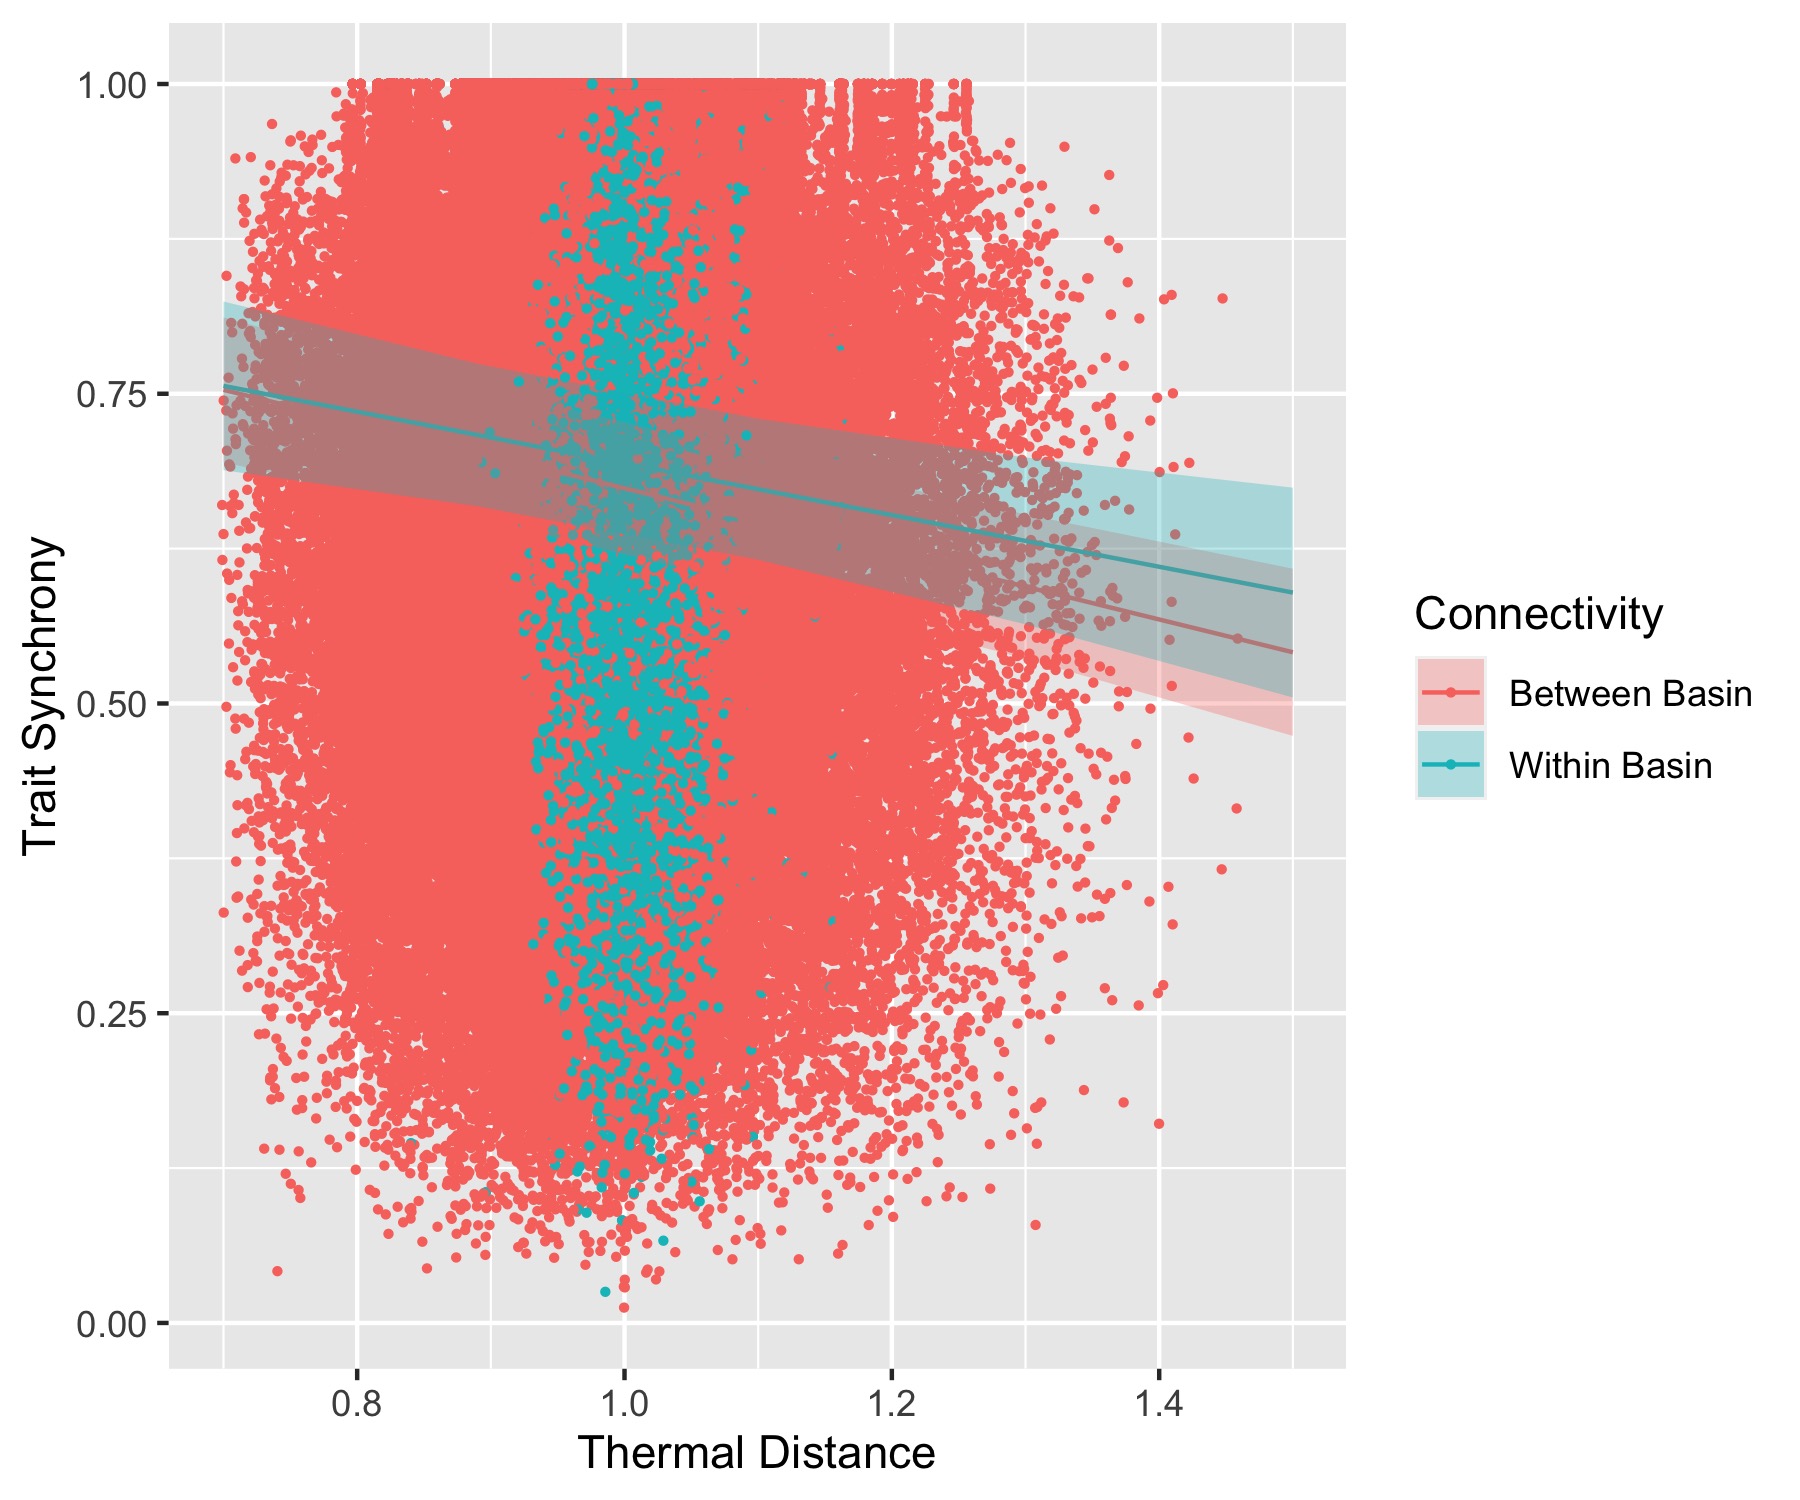 1.00
0.75
0.50
0.25
0.00
Trait Synchrony
0.8
1.0
1.2
1.4
Thermal Distance
Connectivity
Between Basin
Within Basin